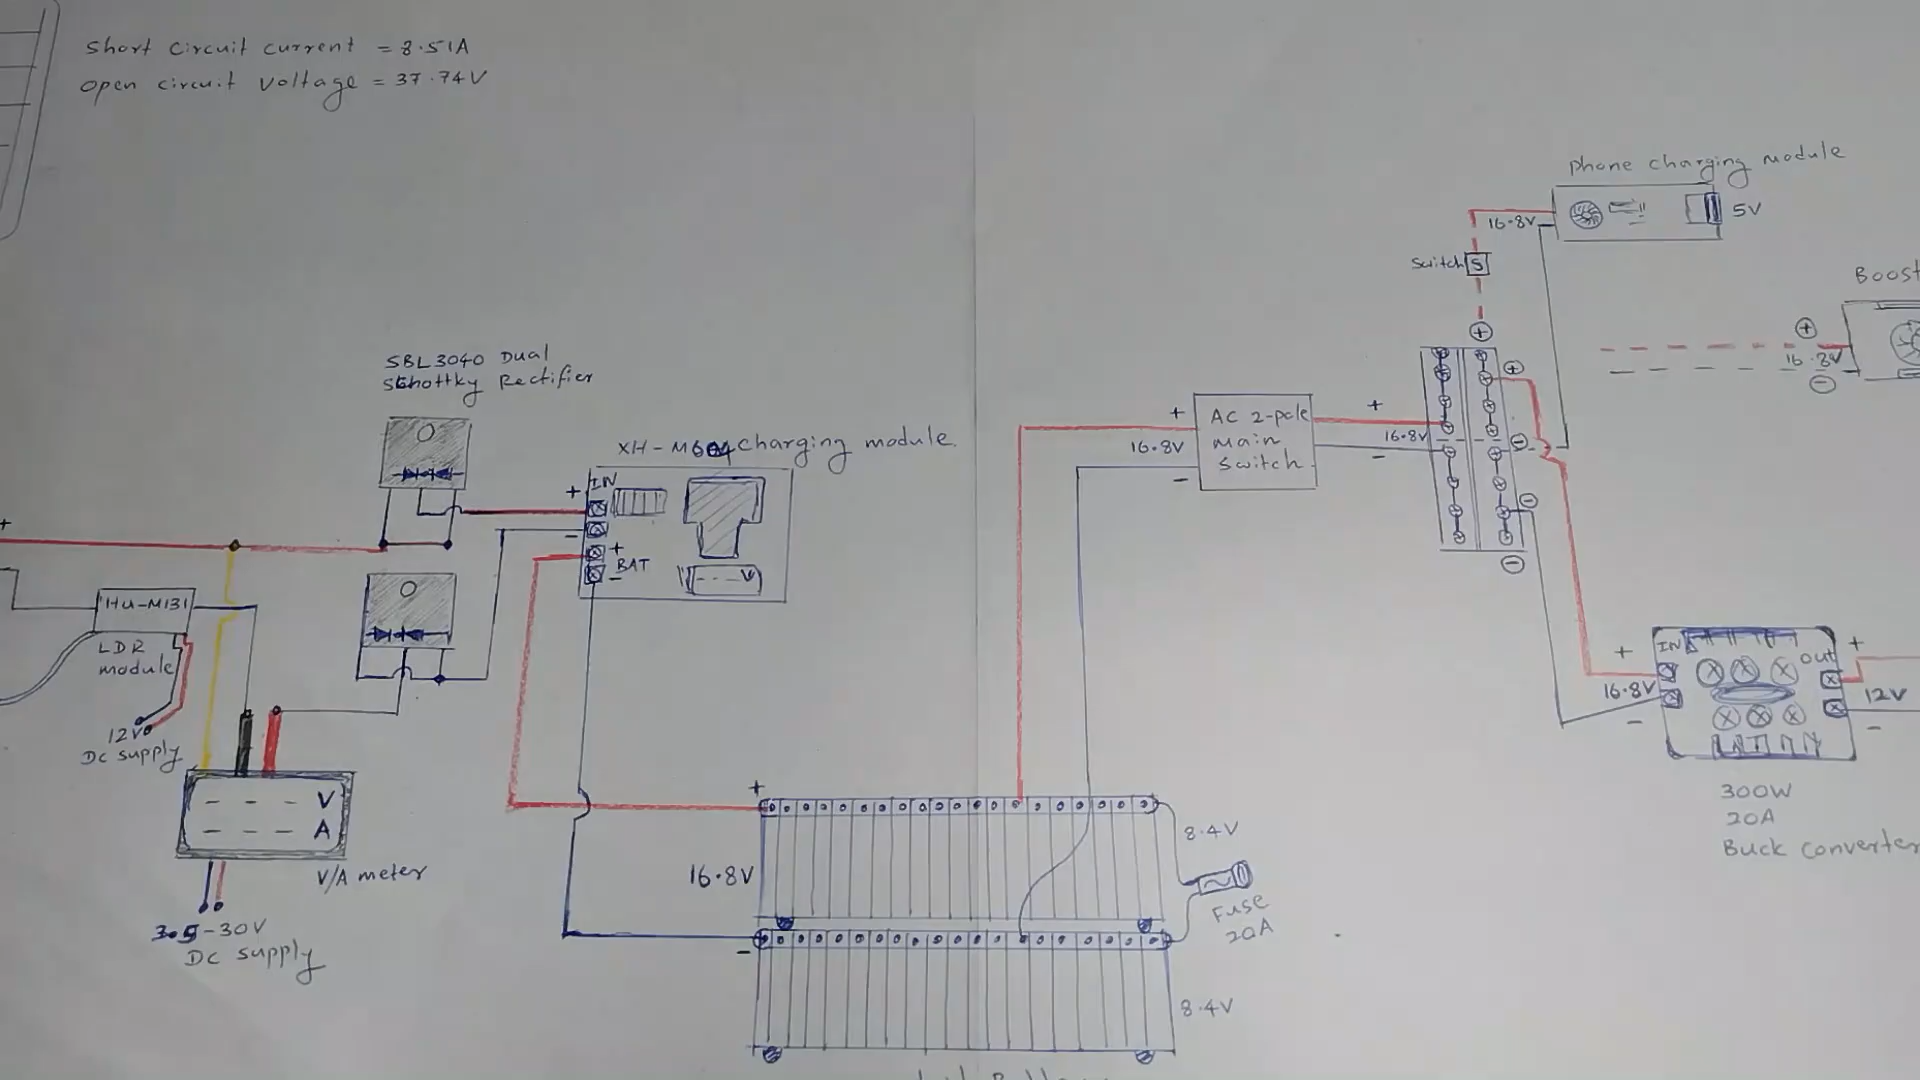 Short circuit current = 8.51A
Open circuit voltage = 37.74V
Phone charging module
16.8V
5V
Switch S
+
Boost
+
16.8V
-
SBL3040 Dual
Schottky Rectifier
XH-M604 charging module
+ IN
-
+
BAT
-
V
+
16.8V
-
AC 2-pole
main
switch
+
16.8V
-
+
-
-
-
+
HU-M131
LDR
module
12V
DC supply
V
A
V/A meter
3.5-30V
DC supply
+
16.8V
-
8.4V
Fuse
20A
8.4V
+
16.8V
-
IN
OUT
+
12V
-
300W
20A
Buck converter